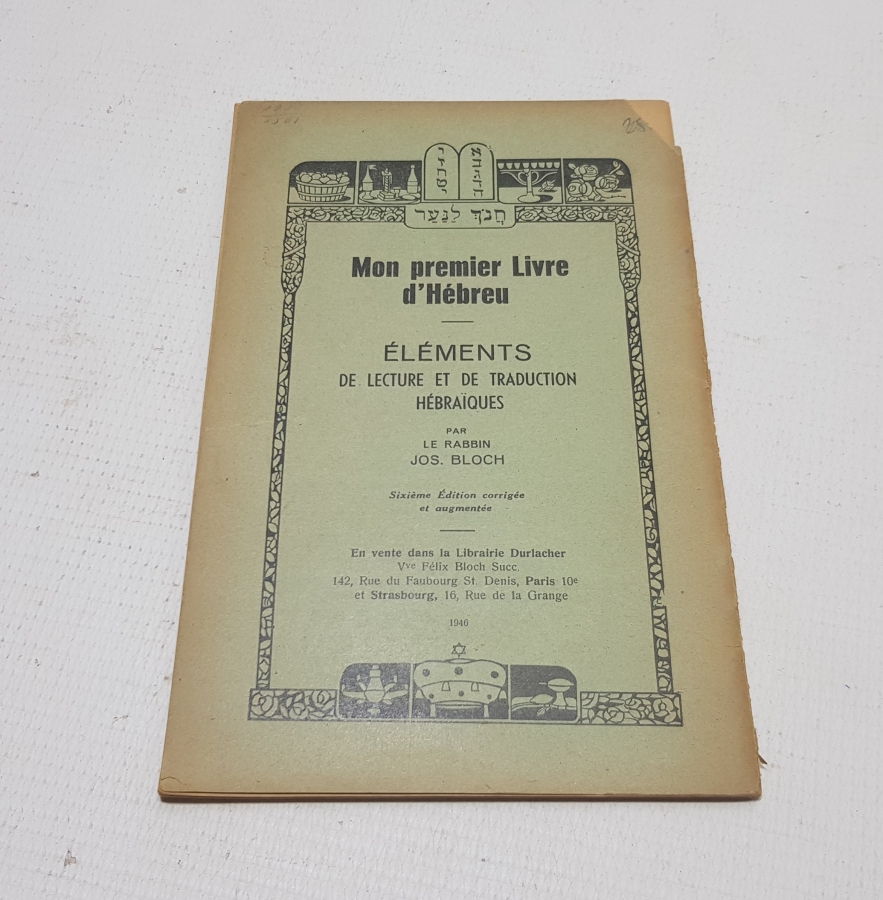 חֲנֹךְ לַנַּעַר
Mon premier Livre
d'Hébreu
ÉLÉMENTS
DE LECTURE ET DE TRADUCTION
HÉBRAÏQUES
PAR
LE RABBIN
JOS. BLOCH
Sixième Édition corrigée
et augmentée
En vente dans la Librairie Durlacher
Vve Félix Bloch Succ.
142, Rue du Faubourg St. Denis, Paris 10e
et Strasbourg, 16, Rue de la Grange
1946